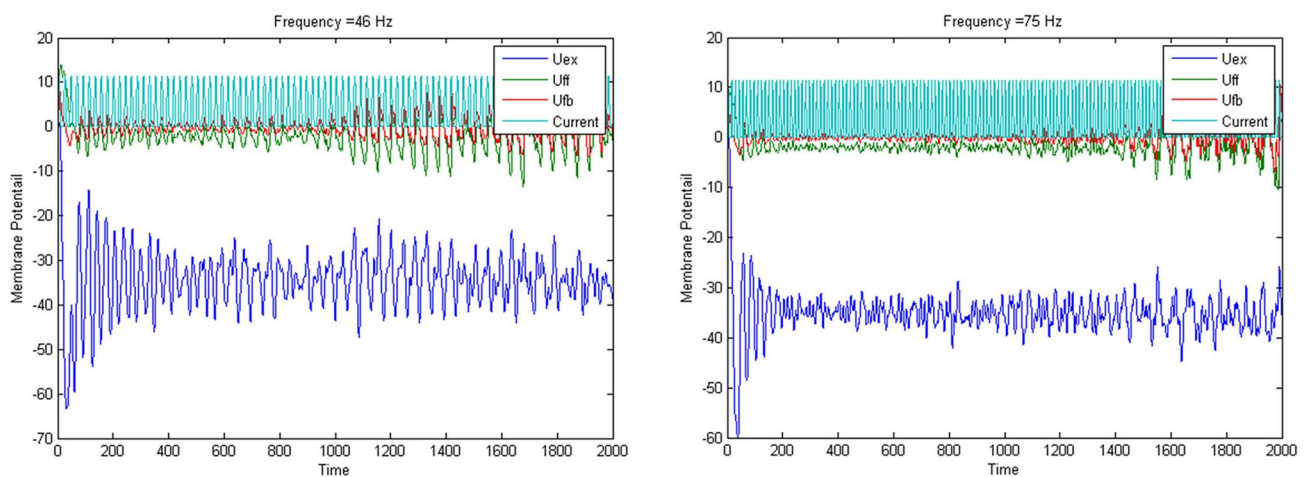 Frequency =46 Hz
20
10
0
-10
-20
-30
-40
-50
-60
-70
Membrane Potentail
0 200 400 600 800 1000 1200 1400 1600 1800 2000
Time
Uex
Uff
Ufb
Current
Frequency =75 Hz
20
10
0
-10
-20
-30
-40
-50
-60
Membrane Potentail
0 200 400 600 800 1000 1200 1400 1600 1800 2000
Time
Uex
Uff
Ufb
Current